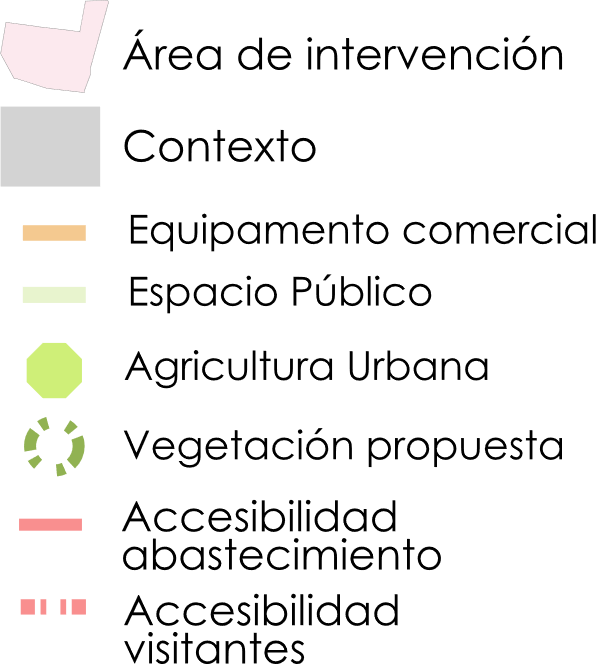 Área de intervención
Contexto
Equipamento comercial
Espacio Público
Agricultura Urbana
Vegetación propuesta
Accesibilidad
abastecimiento
Accesibilidad
visitantes